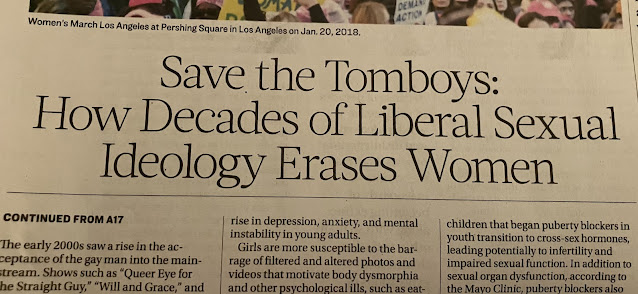 DEMAND
ACTION
Women's March Los Angeles at Pershing Square in Los Angeles on Jan. 20, 2018.
Save the Tomboys:
How Decades of Liberal Sexual
Ideology Erases Women
CONTINUED FROM A17
The early 2000s saw a rise in the ac-
ceptance of the gay man into the main-
stream. Shows such as “Queer Eye for
the Straight Guy,” “Will and Grace,” and
rise in depression, anxiety, and mental
instability in young adults.
Girls are more susceptible to the bar-
rage of filtered and altered photos and
videos that motivate body dysmorphia
and other psychological ills, such as eat-
children that began puberty blockers in
youth transition to cross-sex hormones,
leading potentially to infertility and
impaired sexual function. In addition to
sexual organ dysfunction, according to
the Mayo Clinic, puberty blockers also